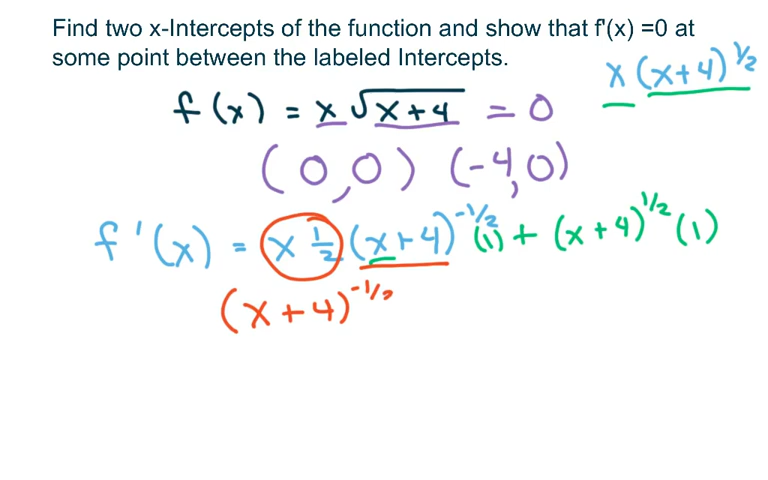 Find two x-Intercepts of the function and show that f'(x) =0 at
some point between the labeled Intercepts.
x (x+4)^1/2
f(x) = x √x+4 = 0
(0,0) (-4,0)
f'(x) = x 1/2 (x+4)^-1/2 (1) + (x+4)^1/2 (1)
(x+4)^-1/2